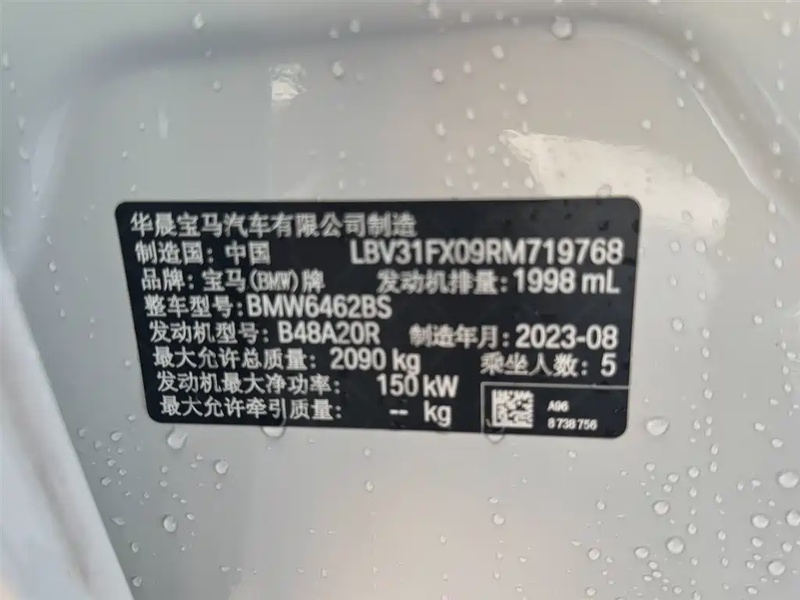 华晨宝马汽车有限公司制造
制造国: 中国 LBV31FX09RM719768
品牌: 宝马(BMW)牌 发动机排量: 1998 mL
整车型号: BMW6462BS
发动机型号: B48A20R 制造年月: 2023-08
最大允许总质量: 2090 kg 乘坐人数: 5
发动机最大净功率: 150 kW
最大允许牵引质量: -- kg
A96
8738756